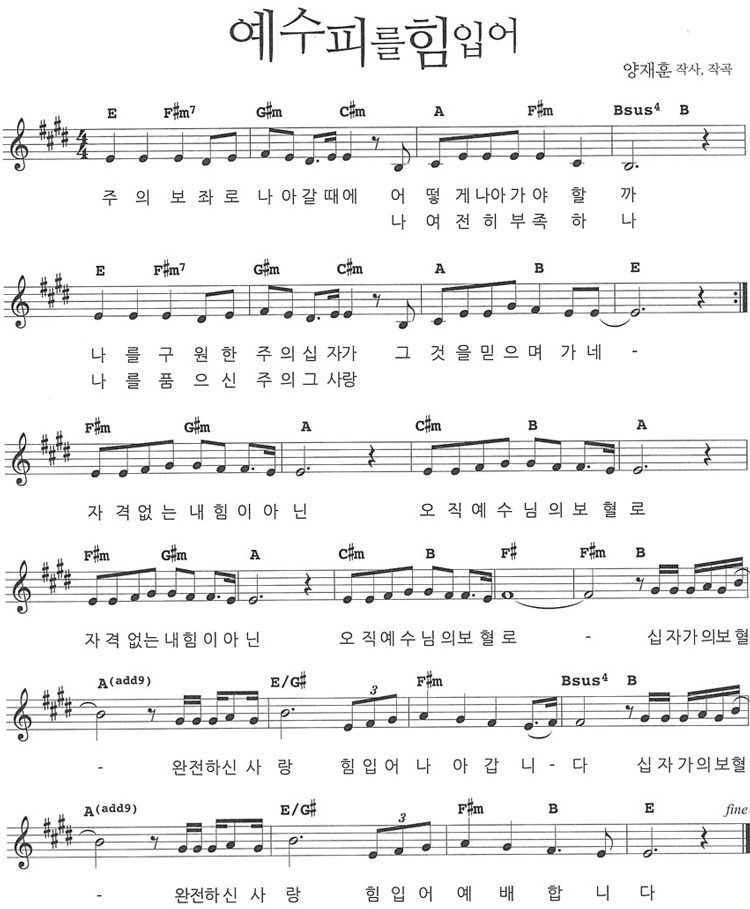 예수피를힘입어
양재훈 작사, 작곡
E F#m7 G#m C#m A F#m Bsus4 B
주 의 보 좌 로 나 아 갈 때 에 어 떻 게 나 아 가 야 할 까
나 여 전 히 부 족 하 나
E F#m7 G#m C#m A B E
나 를 구 원 한 주 의 십 자 가 그 것 을 믿 으 며 가 네 -
나 를 품 으 신 주 의 그 사랑
F#m G#m A C#m B A
자 격 없 는 내 힘 이 아 닌 오 직 예 수 님 의 보 혈 로
F#m G#m A C#m B F# F#m B
자 격 없 는 내 힘 이 아 닌 오 직 예 수 님 의 보 혈 로 - 십 자 가 의 보 혈
A(add9) E/G# F#m Bsus4 B
3
- 완전하신 사 랑 힘 입 어 나 아 갑 니 - 다 십 자 가 의 보 혈
A(add9) E/G# F#m B E fine
3
- 완전하신 사 랑 힘 입 어 예 배 합 니 다